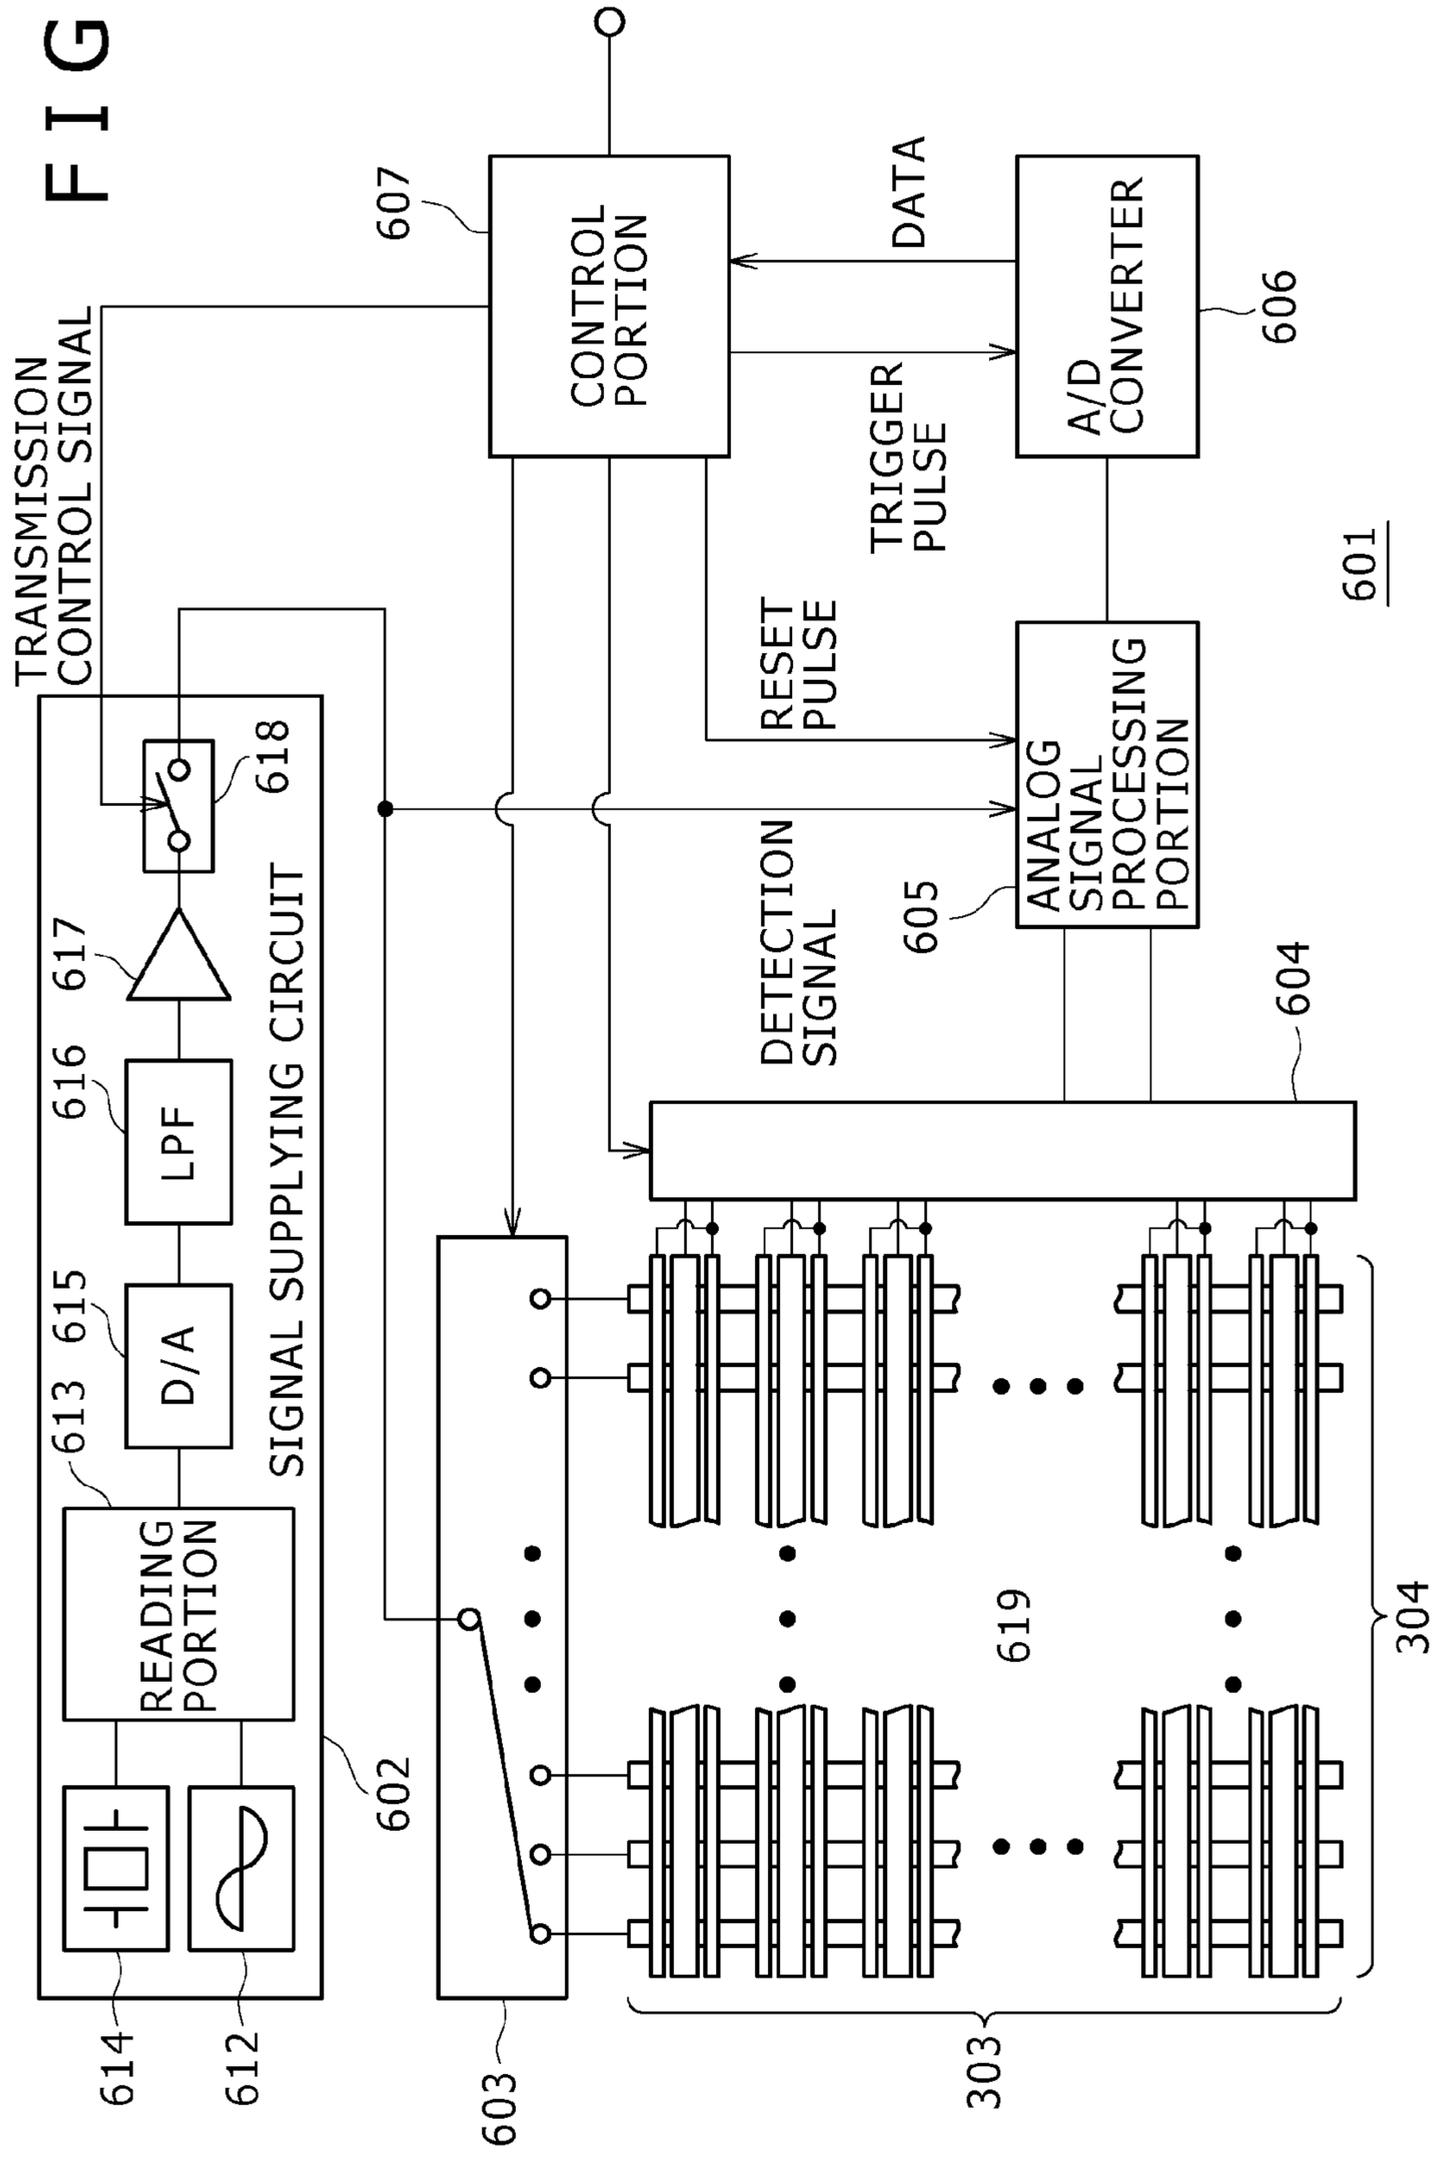 FIG
TRANSMISSION
CONTROL SIGNAL
614
612
613
615
616
617
618
READING
PORTION
D/A
LPF
SIGNAL SUPPLYING CIRCUIT
602
607
CONTROL
PORTION
603
DETECTION
SIGNAL
RESET
PULSE
TRIGGER
PULSE
DATA
605
ANALOG
SIGNAL
PROCESSING
PORTION
A/D
CONVERTER
606
604
619
303
304
601